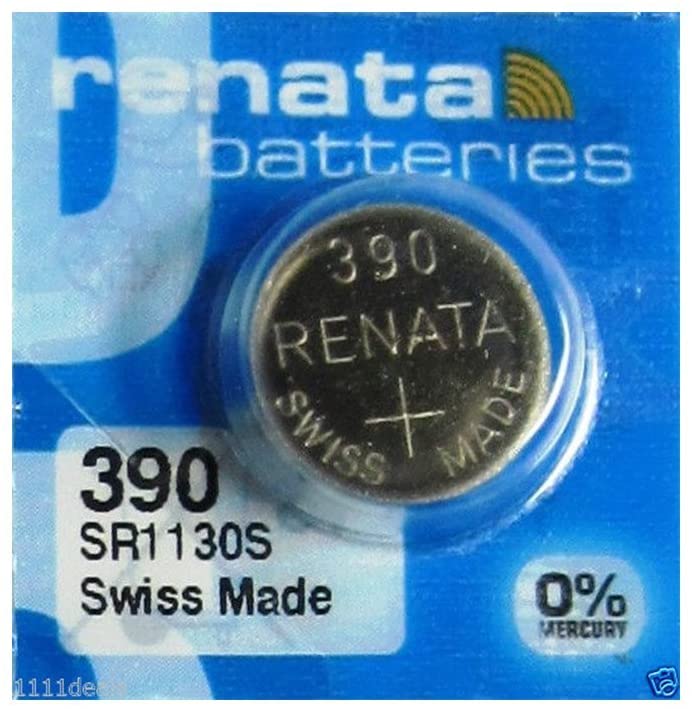 renata
batteries
390
RENATA
+
SWISS MADE
390
SR1130S
Swiss Made
0%
MERCURY